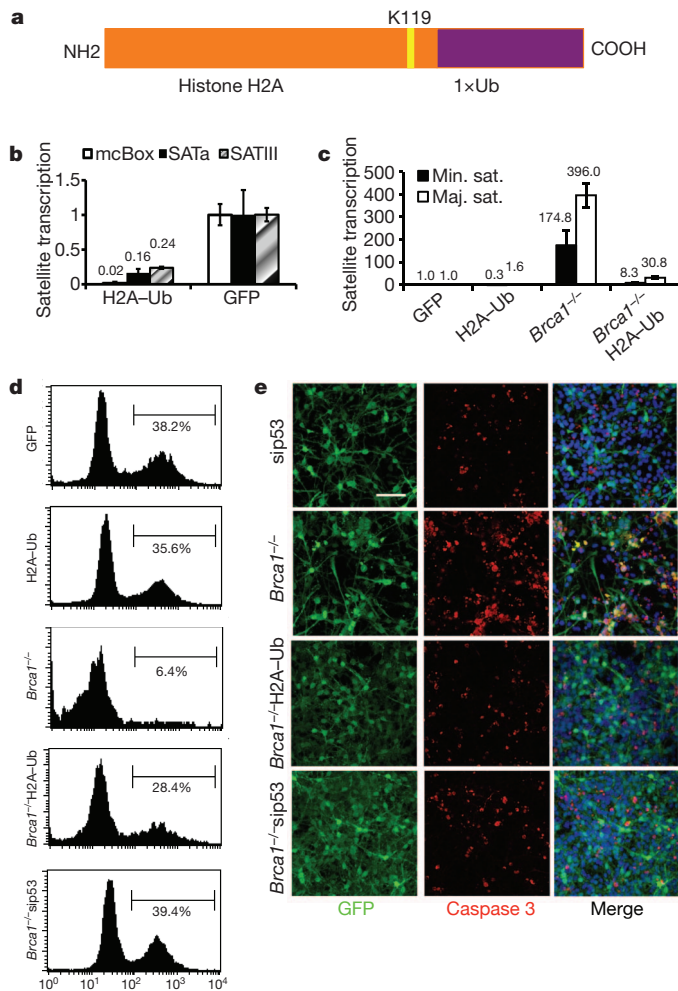 a
K119
NH2
COOH
Histone H2A
1×Ub
b
mcBox SATa SATIII
Satellite transcription
1.5
1
0.5
0
0.02
0.16
0.24
H2A–Ub
GFP
c
Satellite transcription
500
400
300
200
100
0
Min. sat.
Maj. sat.
1.0 1.0
0.3 1.6
174.8
396.0
8.3
30.8
GFP
H2A–Ub
Brca1−/−
Brca1−/−
H2A–Ub
d
GFP
38.2%
H2A–Ub
35.6%
Brca1−/−
6.4%
Brca1−/−H2A–Ub
28.4%
Brca1−/−sip53
39.4%
10⁰ 10¹ 10² 10³ 10⁴
e
sip53
Brca1−/−
Brca1−/−H2A–Ub
Brca1−/−sip53
GFP
Caspase 3
Merge